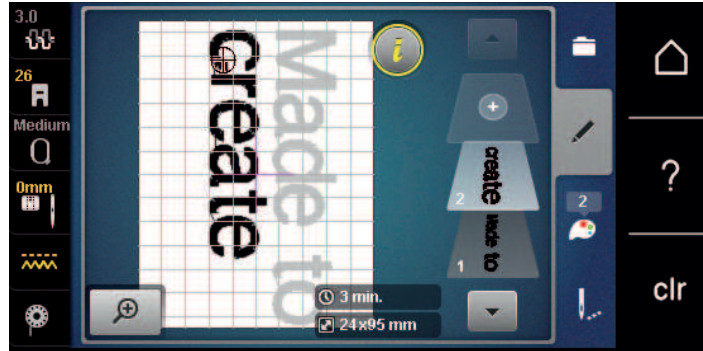 3.0
26
Medium
0mm
create
Made to
i
create
2
Made to
1
2
3 min.
24x95 mm
?
clr